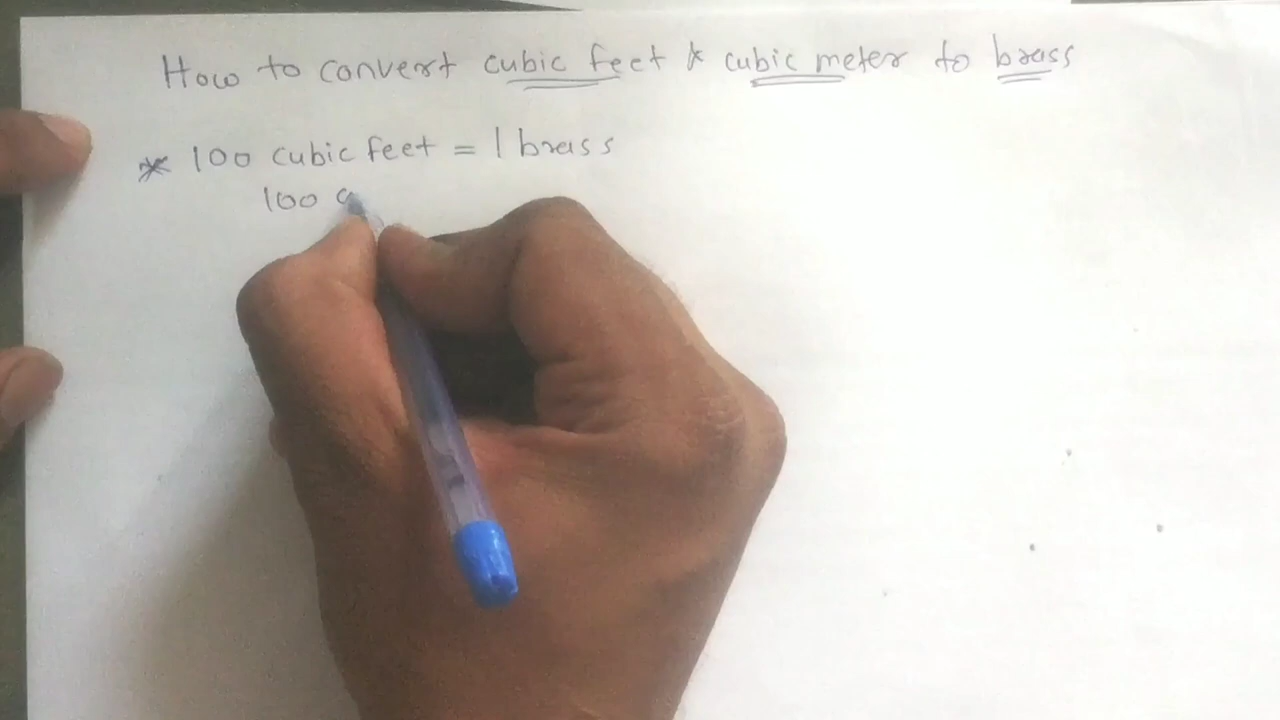 How to convert cubic feet & cubic meter to brass
* 100 cubic feet = 1 brass
100 c